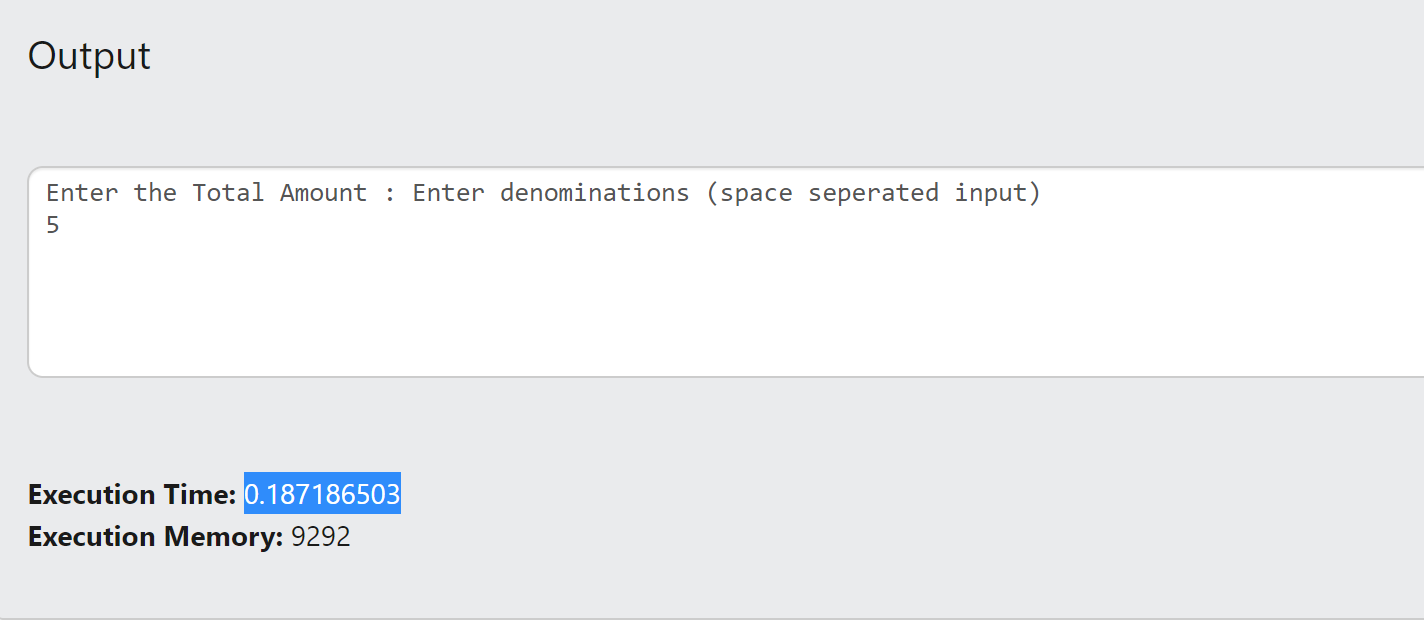 Output
Enter the Total Amount : Enter denominations (space seperated input)
5
Execution Time: 0.187186503
Execution Memory: 9292